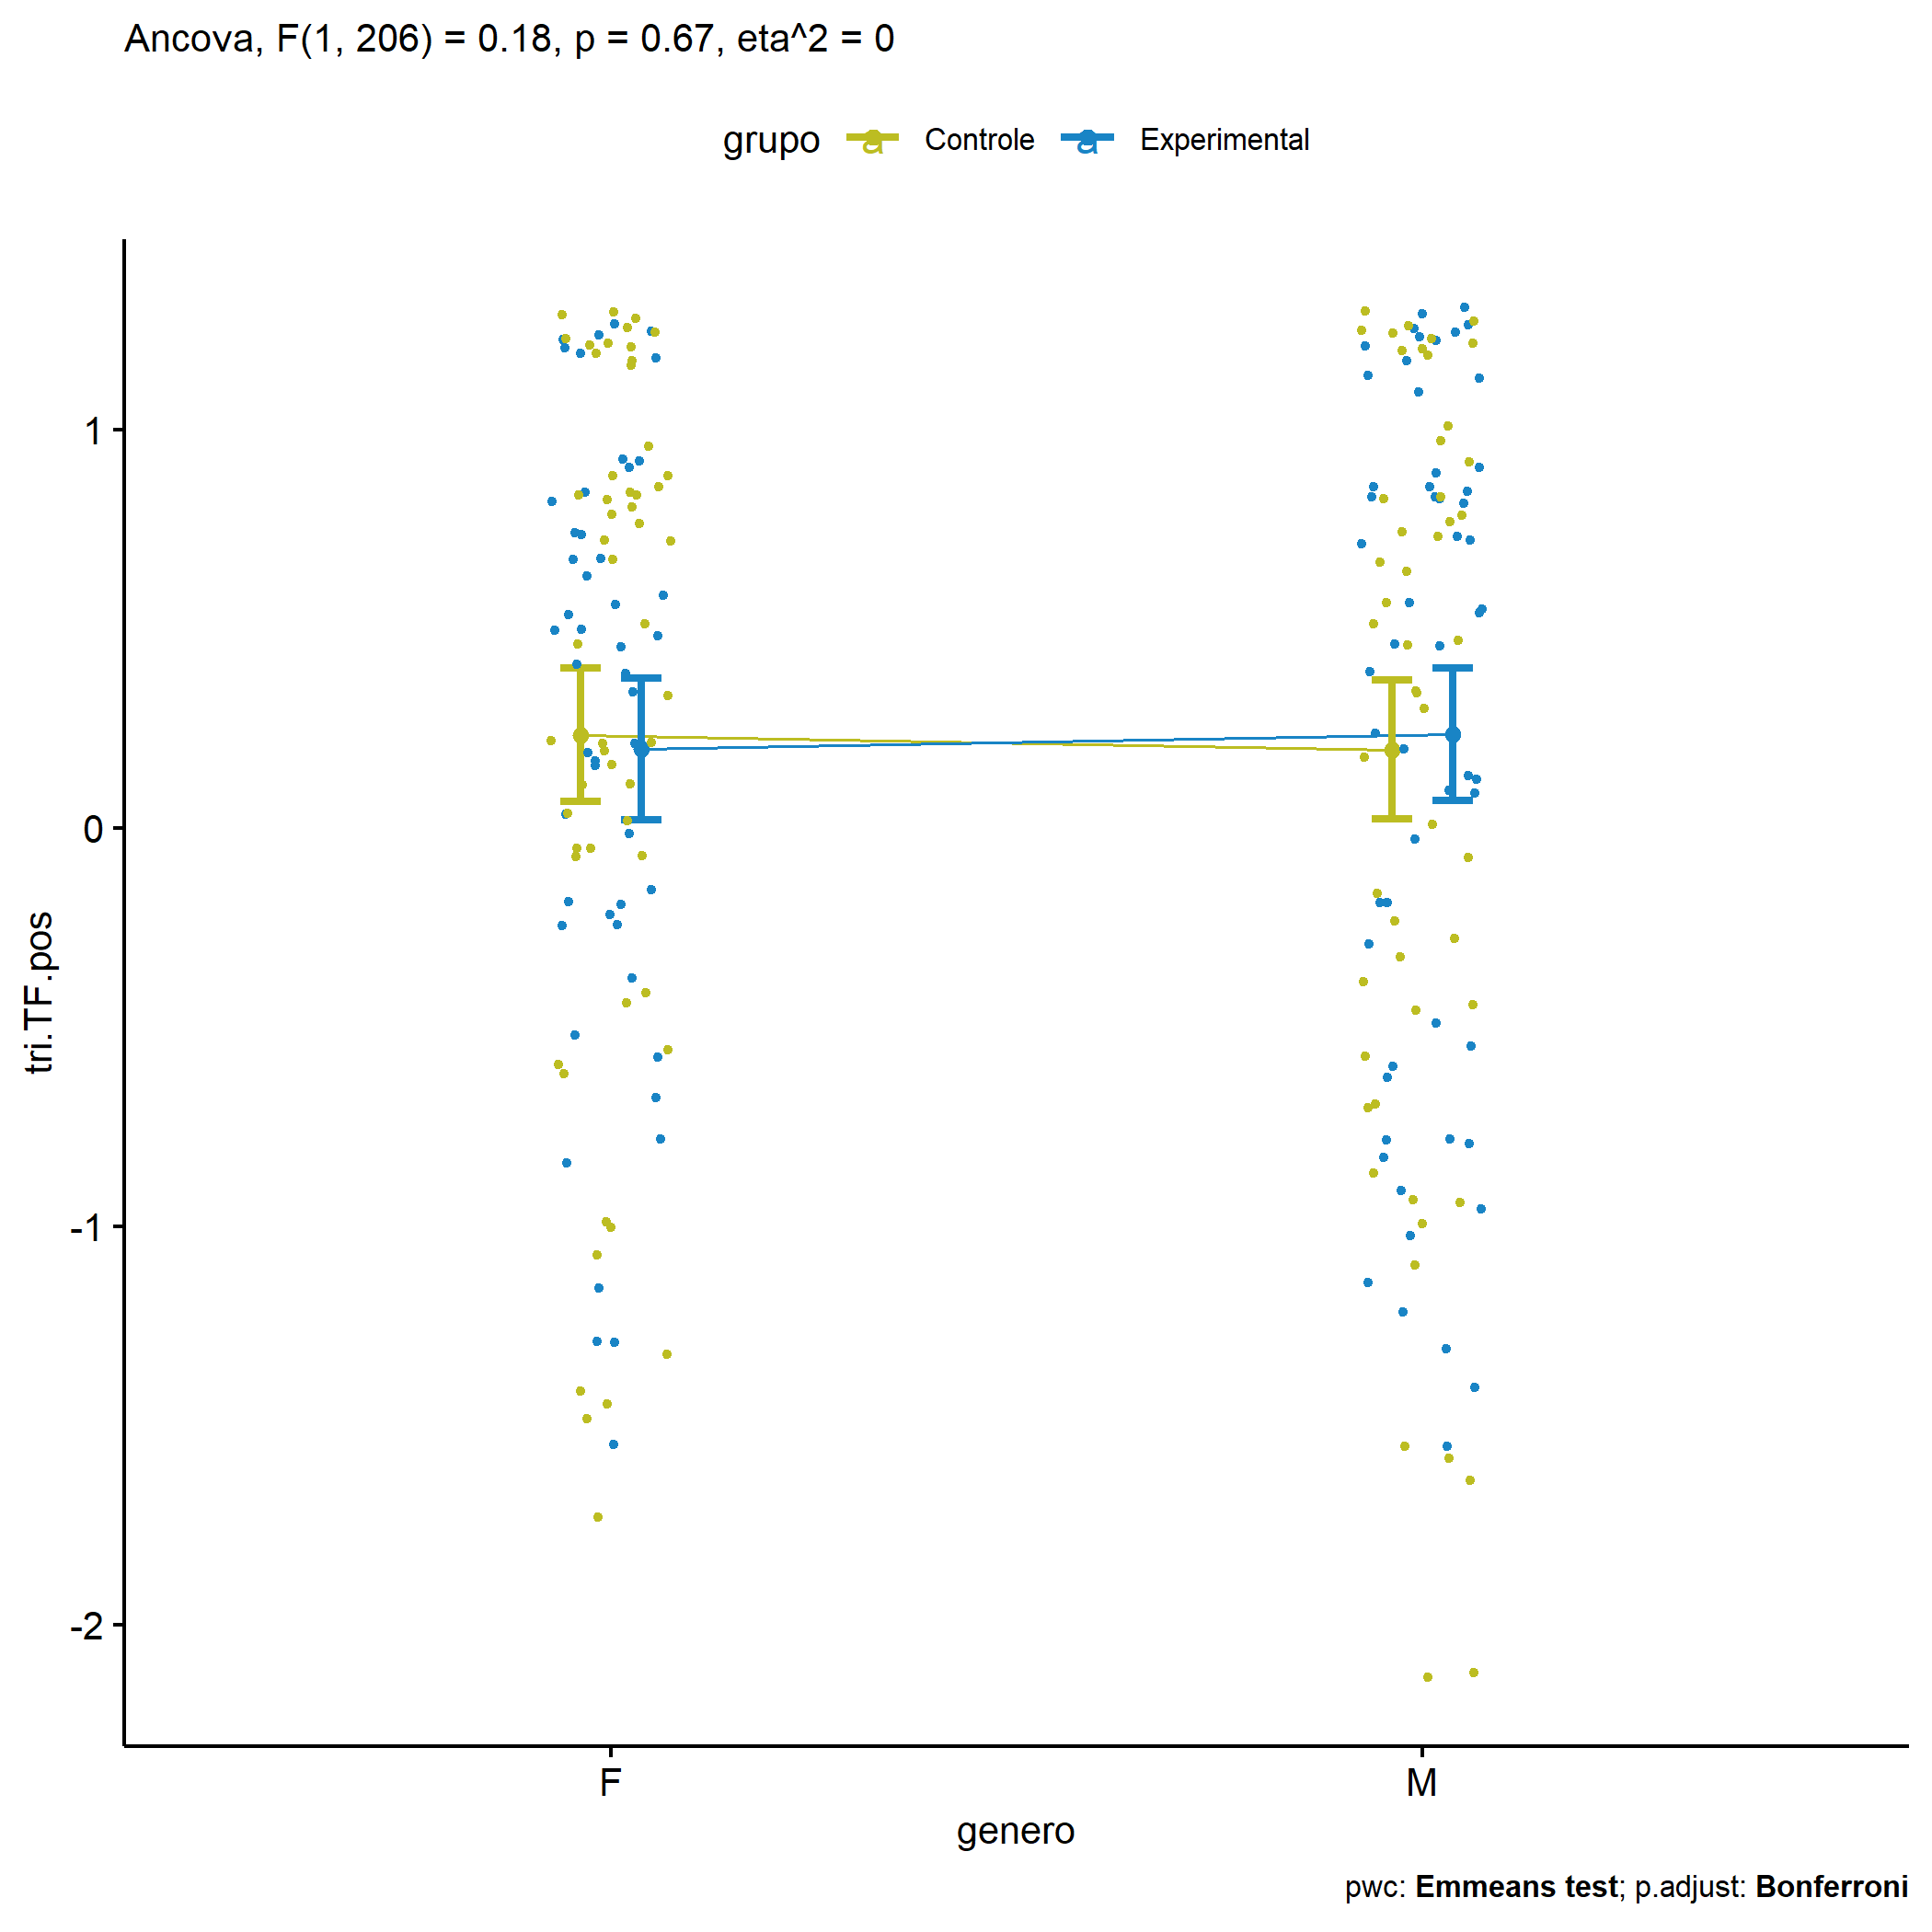 Ancova, F(1, 206) = 0.18, p = 0.67, eta^2 = 0
grupo a Controle a Experimental
1
0
-1
-2
tri.TF.pos
F M
genero
pwc: Emmeans test; p.adjust: Bonferroni